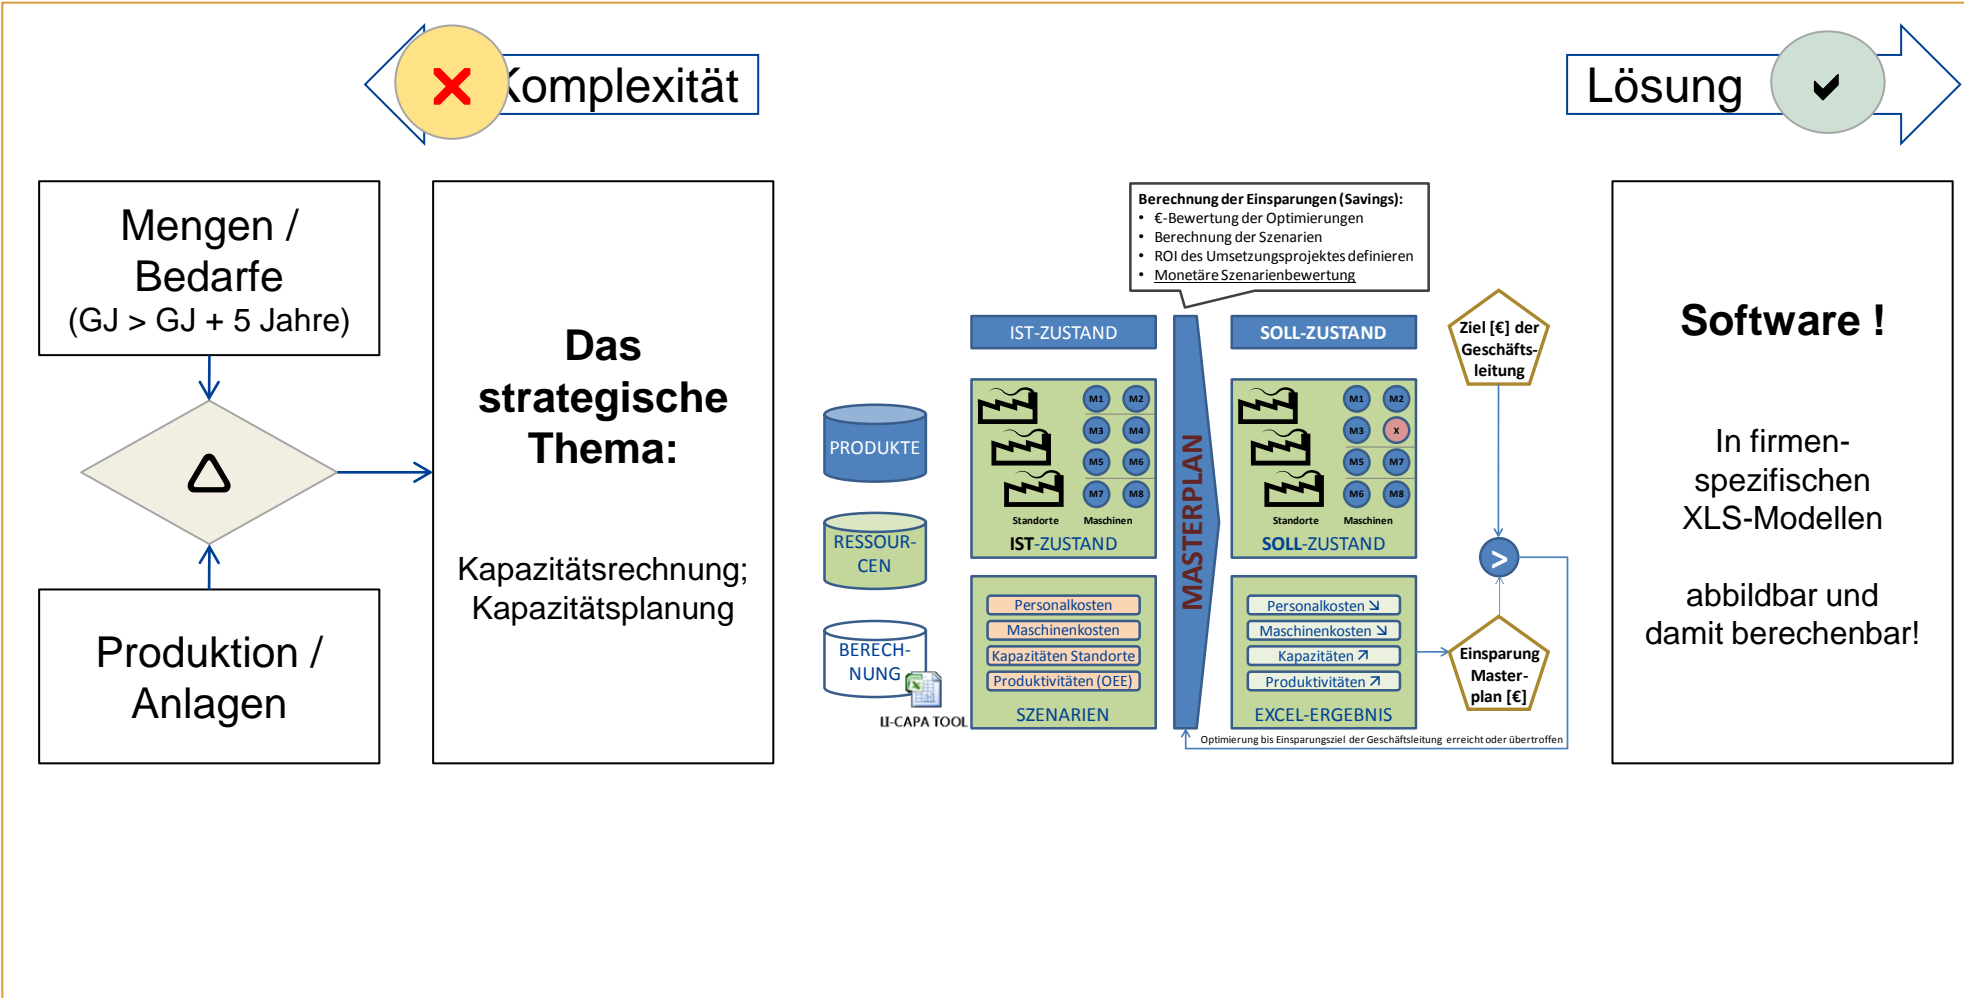 Komplexität
Lösung
Mengen /
Bedarfe
(GJ > GJ + 5 Jahre)
Produktion /
Anlagen
Das
strategische
Thema:
Kapazitätsrechnung;
Kapazitätsplanung
PRODUKTE
RESSOUR-
CEN
BERECH-
NUNG
LI-CAPA TOOL
Berechnung der Einsparungen (Savings):
• €-Bewertung der Optimierungen
• Berechnung der Szenarien
• ROI des Umsetzungsprojektes definieren
• Monetäre Szenarienbewertung
IST-ZUSTAND
M1 M2
M3 M4
M5 M6
M7 M8
Standorte Maschinen
IST-ZUSTAND
Personalkosten
Maschinenkosten
Kapazitäten Standorte
Produktivitäten (OEE)
SZENARIEN
MASTERPLAN
SOLL-ZUSTAND
M1 M2
M3 X
M5 M7
M6 M8
Standorte Maschinen
SOLL-ZUSTAND
Personalkosten ↘
Maschinenkosten ↘
Kapazitäten ↗
Produktivitäten ↗
EXCEL-ERGEBNIS
Ziel [€] der
Geschäfts-
leitung
>
Einsparung
Master-
plan [€]
Optimierung bis Einsparungsziel der Geschäftsleitung erreicht oder übertroffen
Software !
In firmen-
spezifischen
XLS-Modellen
abbildbar und
damit berechenbar!